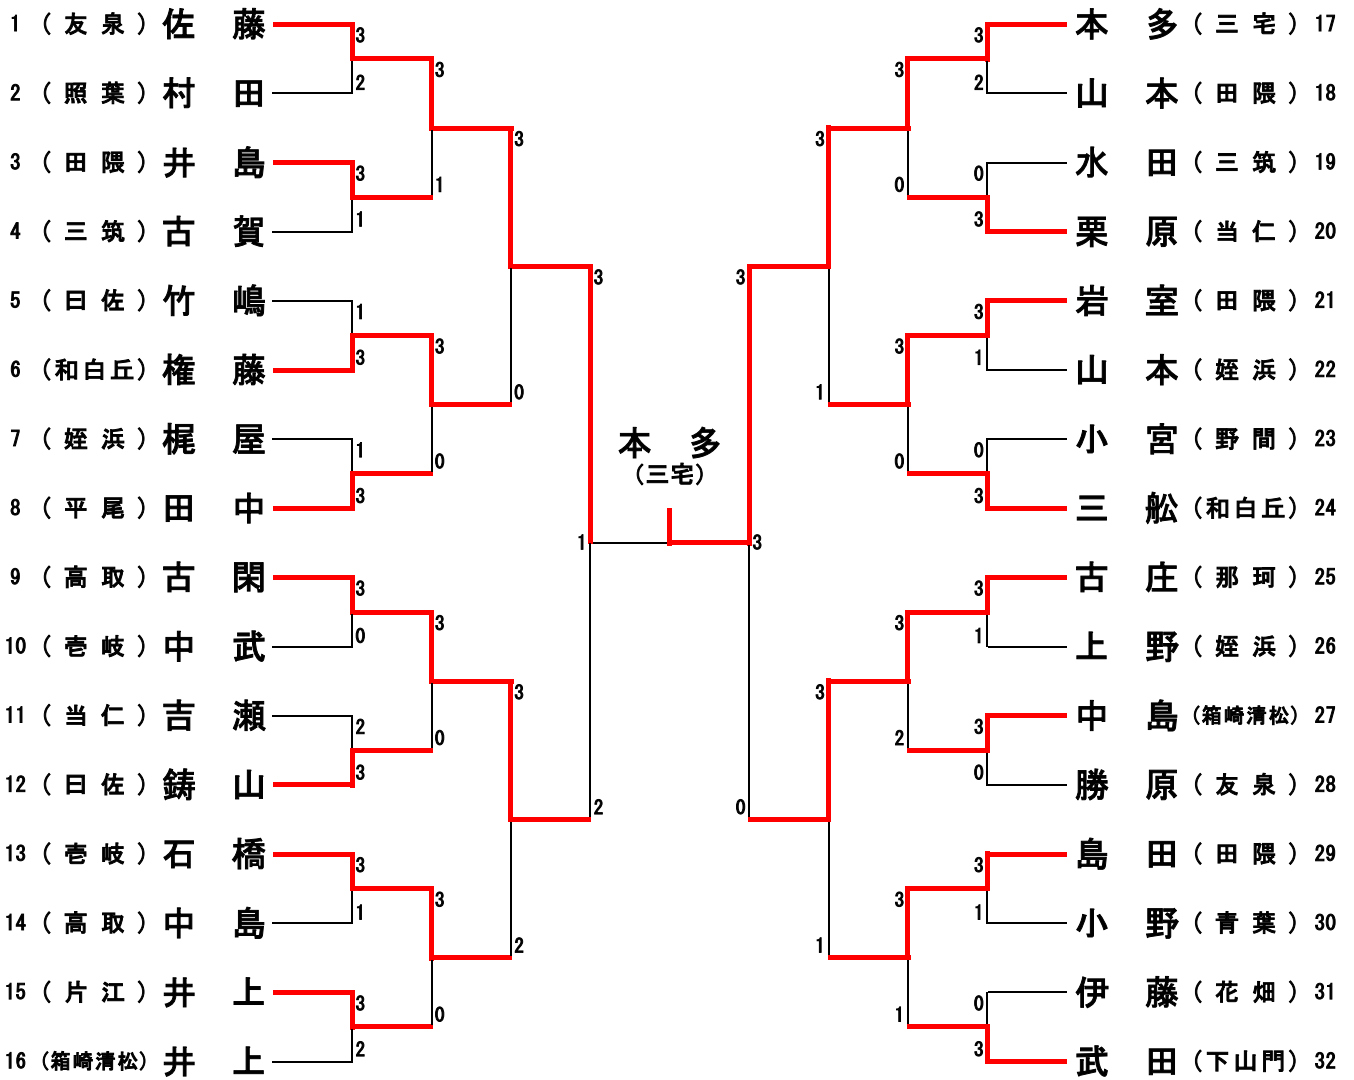 1 (友泉) 佐藤
2 (照葉) 村田
3 (田隈) 井島
4 (三筑) 古賀
5 (日佐) 竹嶋
6 (和白丘) 権藤
7 (姪浜) 梶屋
8 (平尾) 田中
9 (高取) 古閑
10 (壱岐) 中武
11 (当仁) 吉瀬
12 (日佐) 鋳山
13 (壱岐) 石橋
14 (高取) 中島
15 (片江) 井上
16 (箱崎清松) 井上
3
2
3
1
1
3
1
3
3
0
2
3
3
1
3
2
3
1
3
0
3
0
3
0
3
0
3
2
3
2
1
本多
(三宅)
3
3
0
3
1
3
1
3
0
3
0
3
2
3
1
3
2
0
3
3
1
0
3
3
1
3
0
3
1
0
3
本多 (三宅) 17
山本 (田隈) 18
水田 (三筑) 19
栗原 (当仁) 20
岩室 (田隈) 21
山本 (姪浜) 22
小宮 (野間) 23
三舩 (和白丘) 24
古庄 (那珂) 25
上野 (姪浜) 26
中島 (箱崎清松) 27
勝原 (友泉) 28
島田 (田隈) 29
小野 (青葉) 30
伊藤 (花畑) 31
武田 (下山門) 32